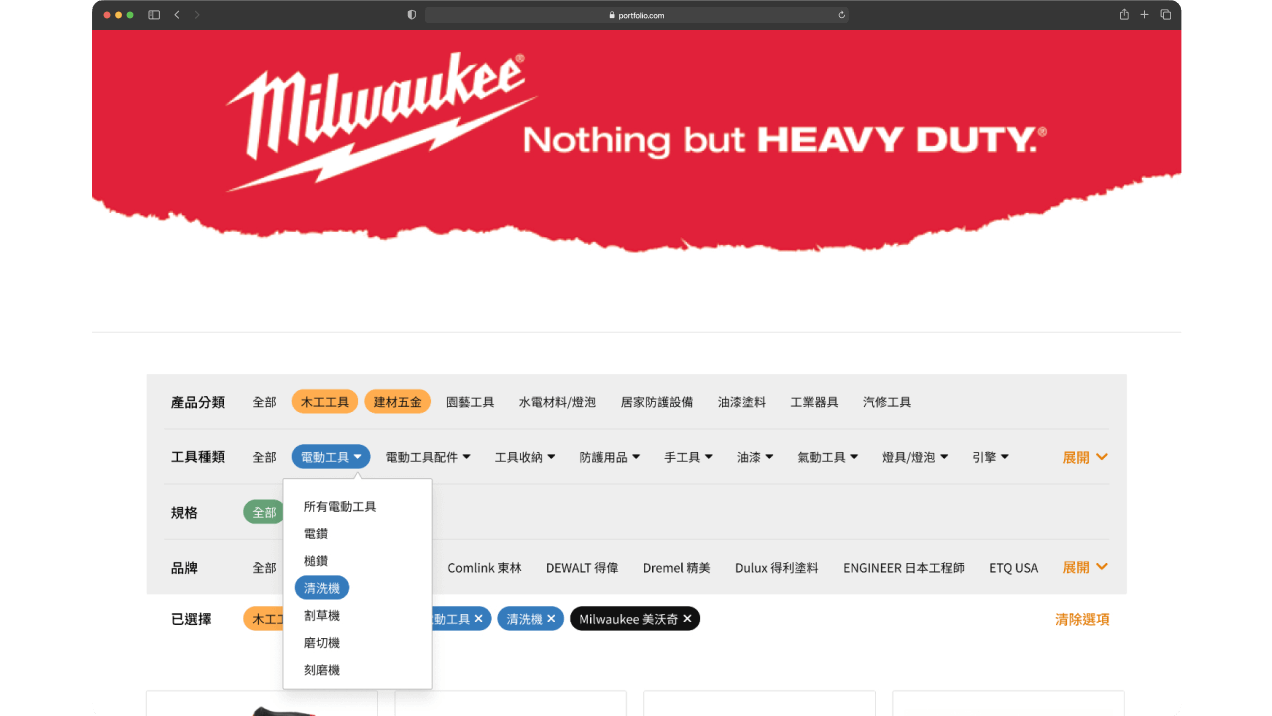 portfolio.com
Milwaukee®
Nothing but HEAVY DUTY.®
產品分類 全部 木工工具 建材五金 園藝工具 水電材料/燈泡 居家防護設備 油漆塗料 工業器具 汽修工具
工具種類 全部 電動工具 電動工具配件 工具收納 防護用品 手工具 油漆 氣動工具 燈具/燈泡 引擎 展開
所有電動工具
規格 全部
電鑽
槌鑽
品牌 全部 Comlink 東林 DEWALT 得偉 Dremel 精美 Dulux 得利塗料 ENGINEER 日本工程師 ETQ USA 展開
清洗機
割草機
已選擇 木工 動工具 × 清洗機 × Milwaukee 美沃奇 × 清除選項
磨切機
刻磨機